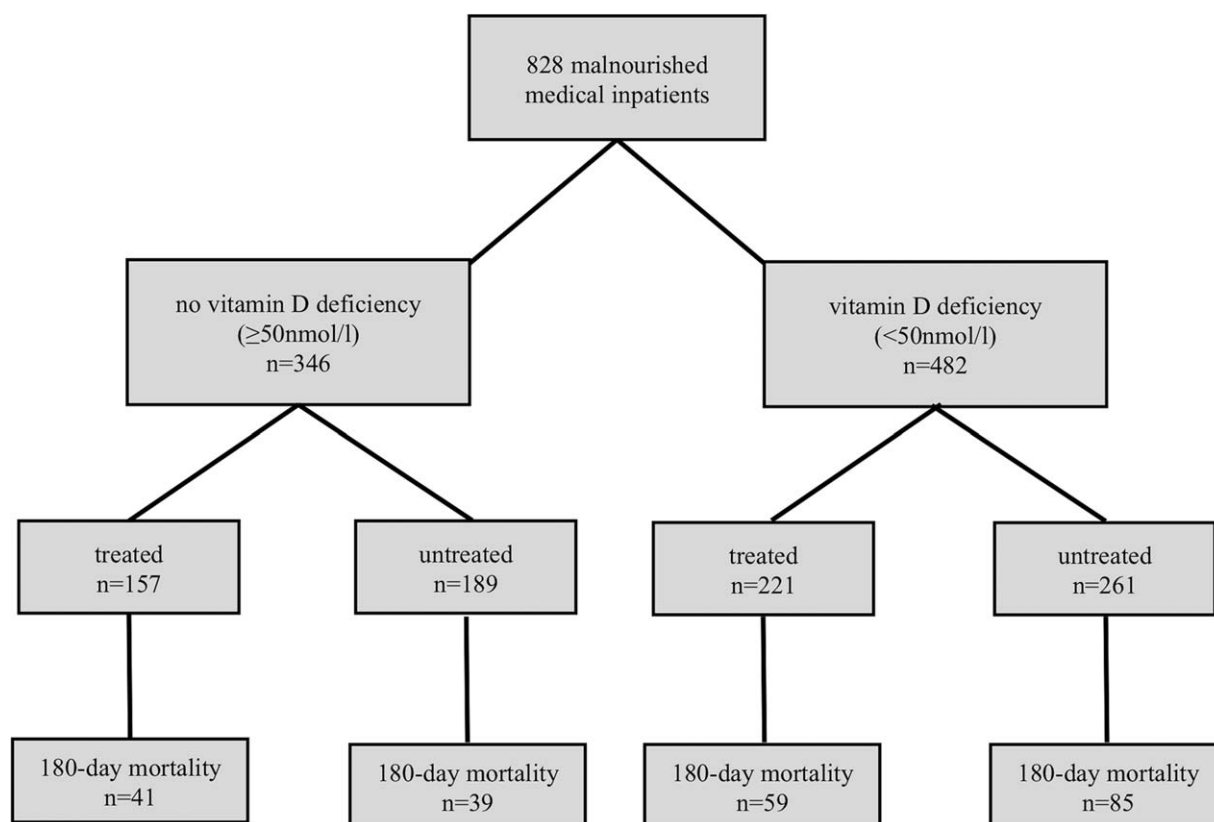 828 malnourished
medical inpatients
no vitamin D deficiency
(≥50nmol/l)
n=346
vitamin D deficiency
(<50nmol/l)
n=482
treated
n=157
untreated
n=189
treated
n=221
untreated
n=261
180-day mortality
n=41
180-day mortality
n=39
180-day mortality
n=59
180-day mortality
n=85